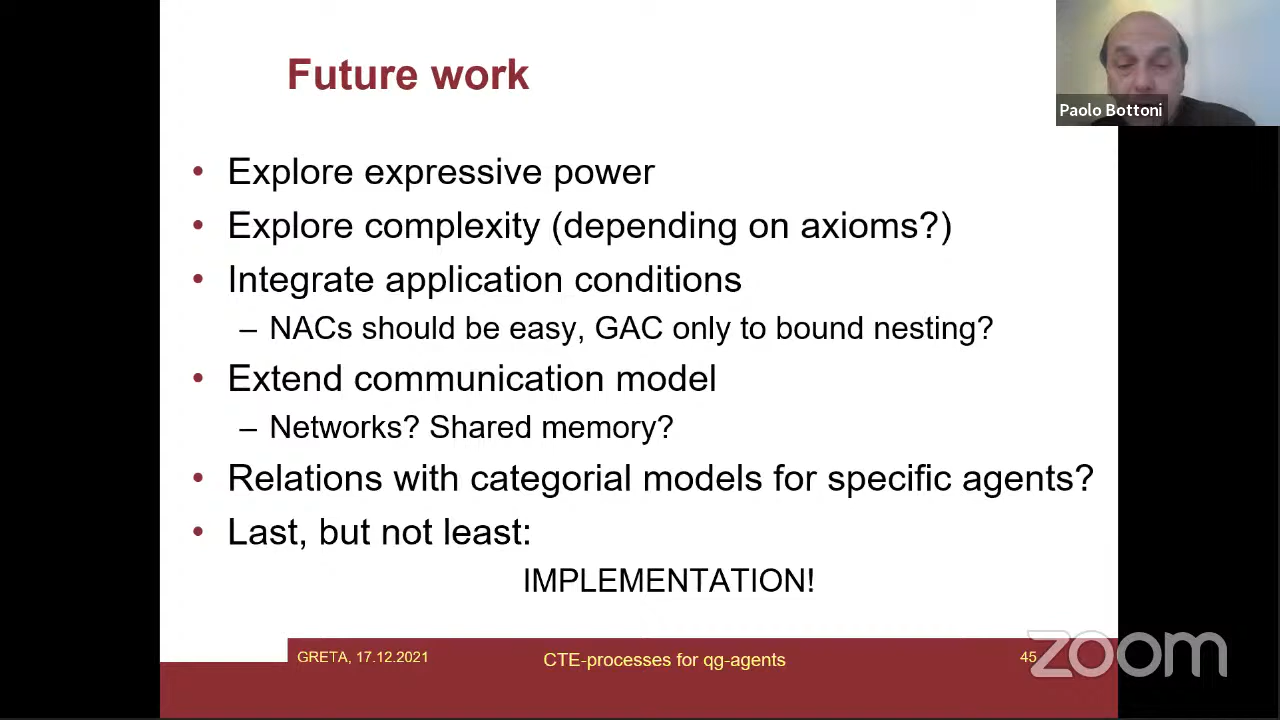 Future work
Paolo Bottoni
• Explore expressive power
• Explore complexity (depending on axioms?)
• Integrate application conditions
– NACs should be easy, GAC only to bound nesting?
• Extend communication model
– Networks? Shared memory?
• Relations with categorial models for specific agents?
• Last, but not least:
IMPLEMENTATION!
GRETA, 17.12.2021
CTE-processes for qg-agents
45
zoom